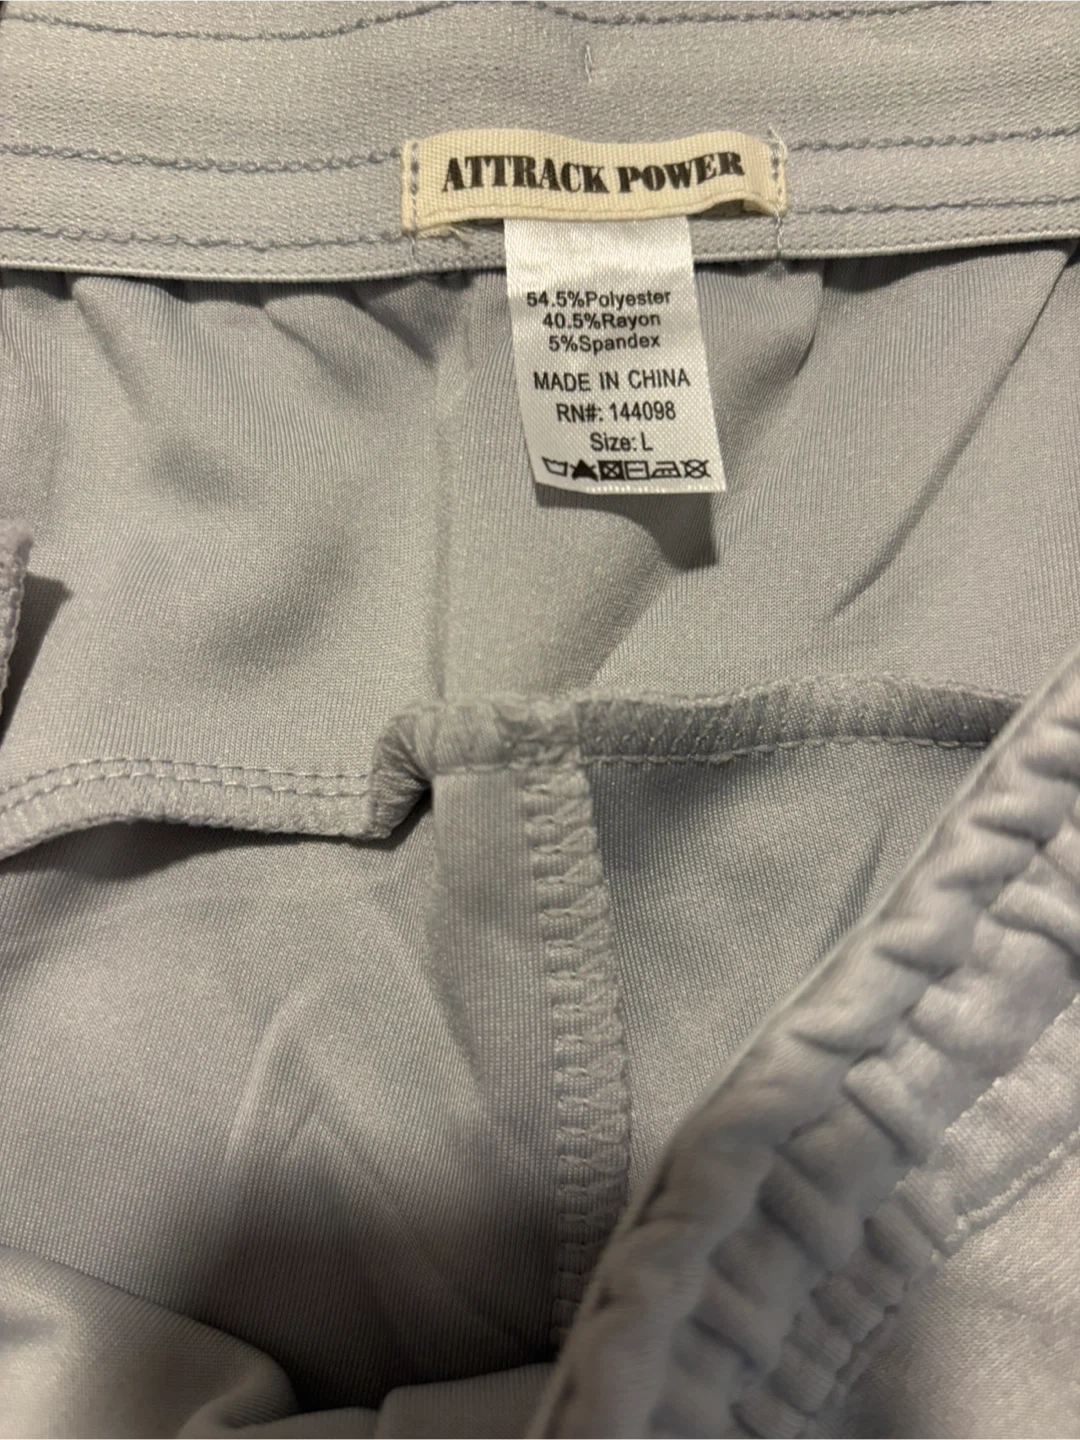 ATTRACK POWER
54.5%Polyester
40.5%Rayon
5%Spandex
MADE IN CHINA
RN#: 144098
Size: L